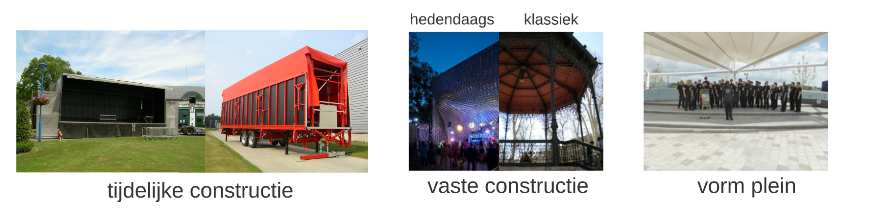 hedendaags klassiek
tijdelijke constructie
vaste constructie
vorm plein